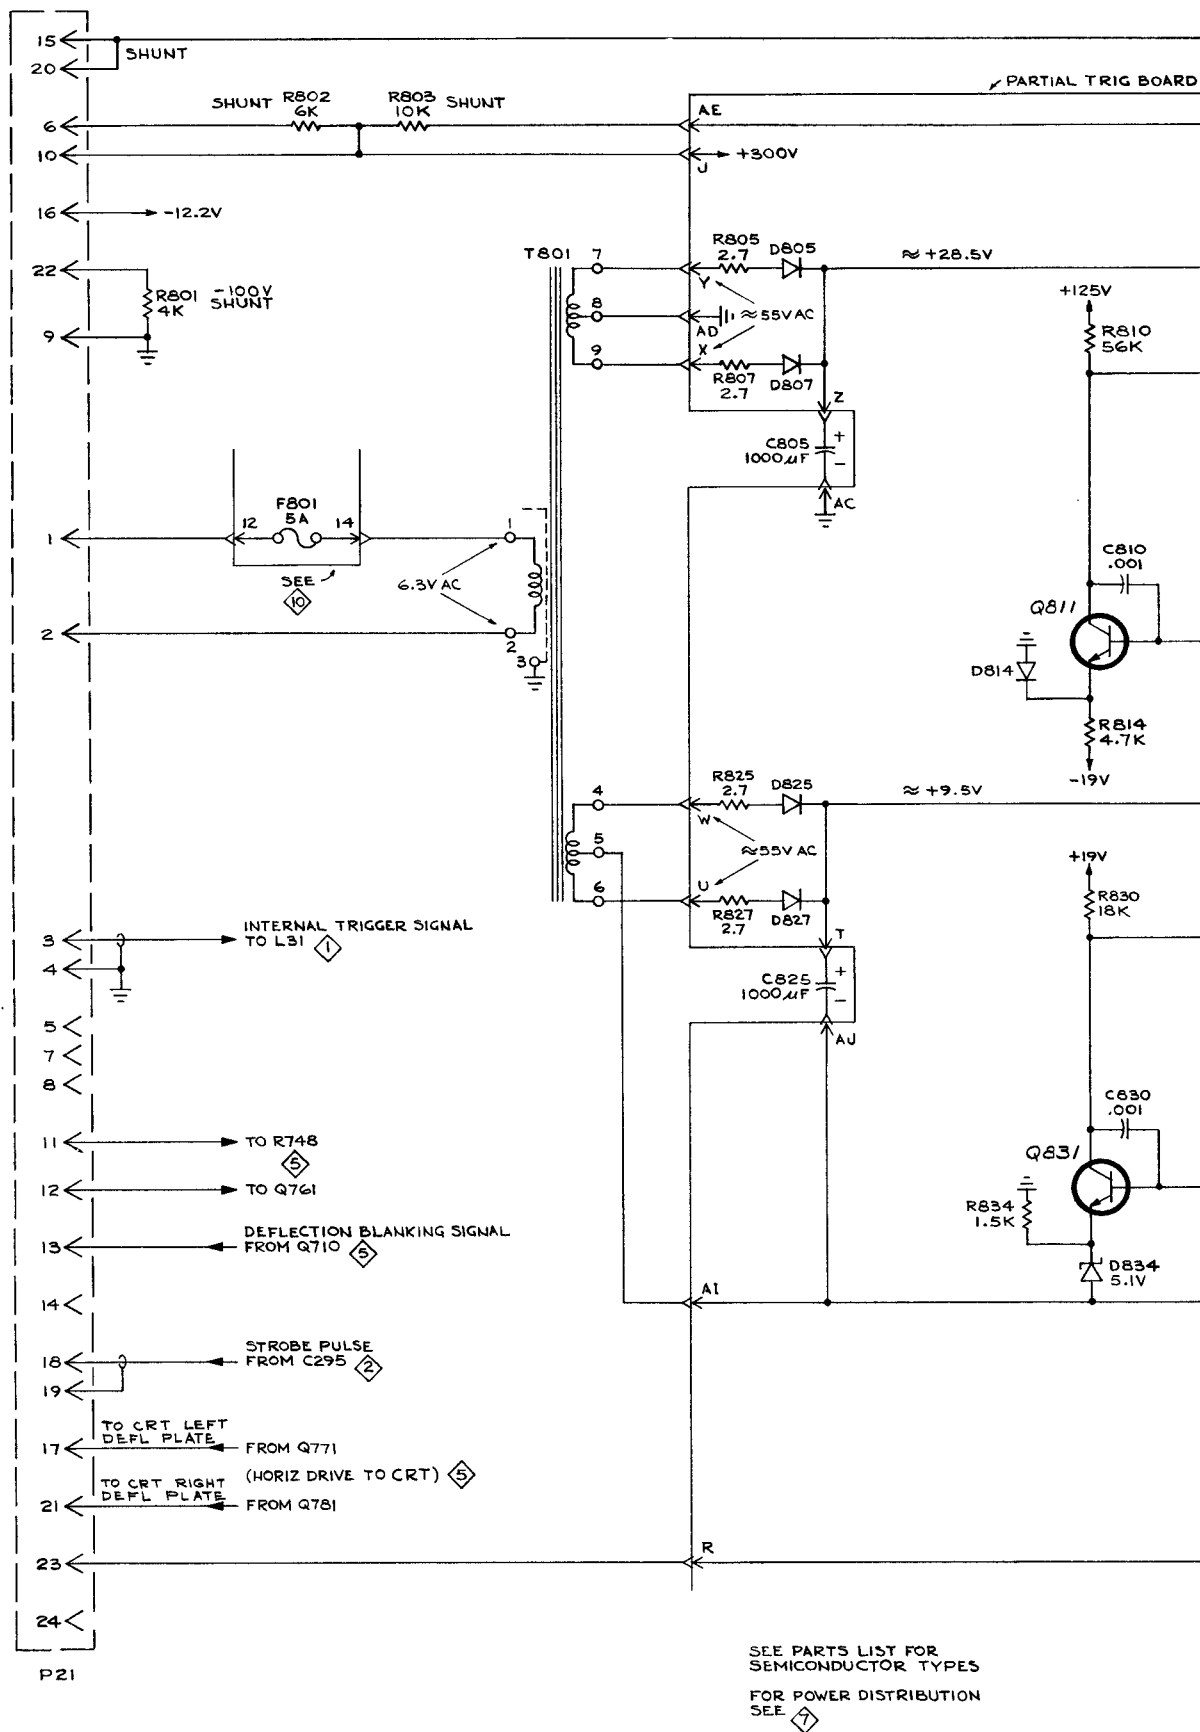 15
SHUNT
20
PARTIAL TRIG BOARD
SHUNT R802 6K
R803 10K SHUNT
6
AE
10
U
+300V
16
-12.2V
22
R801 4K
-100V SHUNT
9
T801
7
8
9
R805
2.7
D805
Y
AD
≈55V AC
X
R807
2.7
D807
≈ +28.5V
+125V
R810
56K
Z
C805
1000µF
+
-
AC
F801
5A
1
12
14
1
SEE
10
6.3V AC
2
2
3
C810
.001
Q811
D814
R814
4.7K
-19V
4
5
6
R825
2.7
D825
W
≈55V AC
U
R827
2.7
D827
≈ +9.5V
+19V
R830
18K
T
C825
1000µF
+
-
AJ
3
INTERNAL TRIGGER SIGNAL
TO L31
1
4
5
7
8
C830
.001
Q831
R834
1.5K
D834
5.1V
11
TO R748
5
12
TO Q761
DEFLECTION BLANKING SIGNAL
13
FROM Q710
5
14
AI
STROBE PULSE
18
FROM C295
2
19
TO CRT LEFT
DEFL PLATE
17
FROM Q771
(HORIZ DRIVE TO CRT)
5
TO CRT RIGHT
DEFL PLATE
21
FROM Q781
23
R
24
P21
SEE PARTS LIST FOR
SEMICONDUCTOR TYPES
FOR POWER DISTRIBUTION
SEE
7